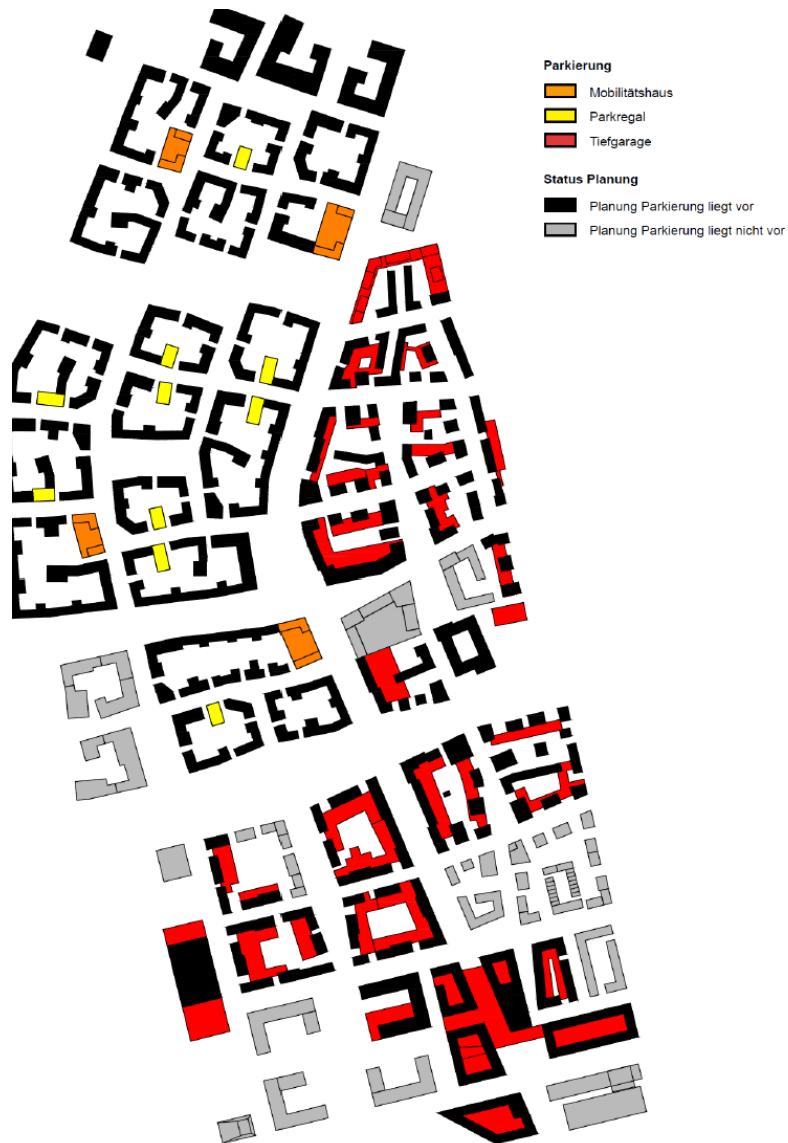 Parkierung
Mobilitätshaus
Parkregal
Tiefgarage
Status Planung
Planung Parkierung liegt vor
Planung Parkierung liegt nicht vor